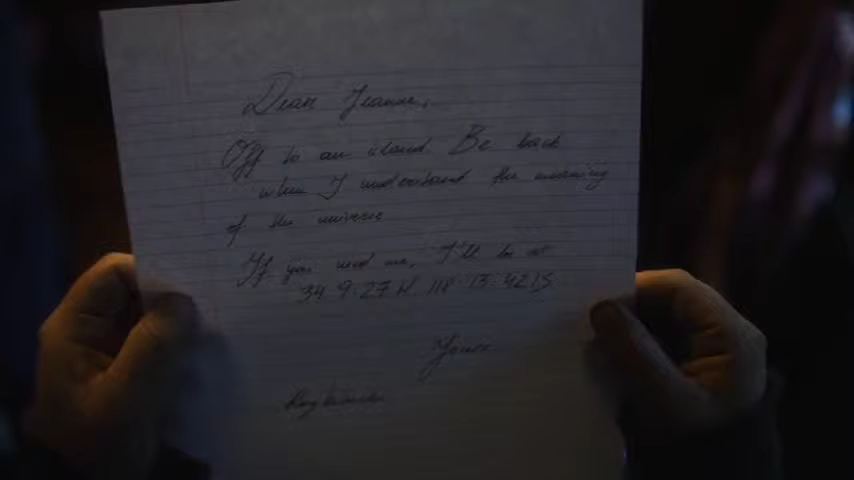 Dear Jeanne,
Off to an island. Be back
when I understand the meaning
of the universe
If you need me, I'll be at
34 9 27 N 118 13 42
Yours